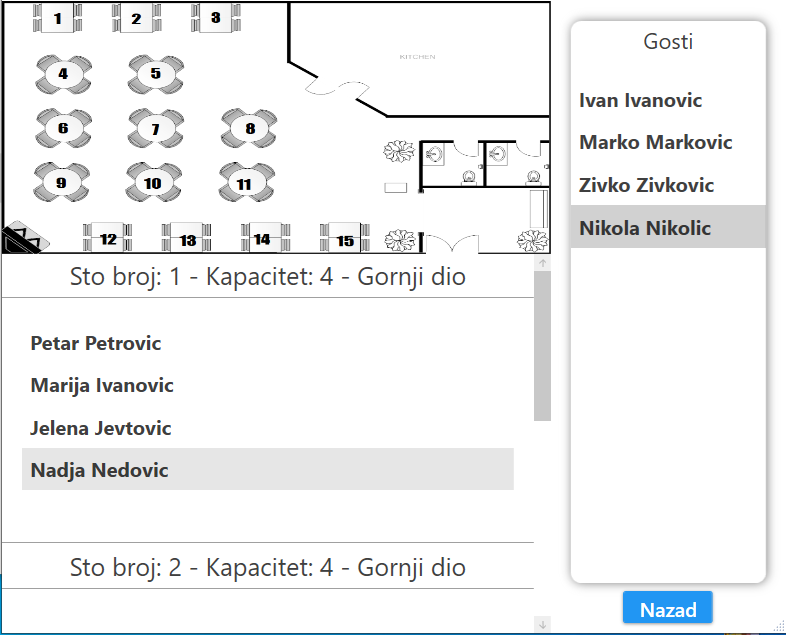 1 2 3
KITCHEN
4 5
6 7 8
9 10 11
12 13 14 15
Sto broj: 1 - Kapacitet: 4 - Gornji dio
Petar Petrovic
Marija Ivanovic
Jelena Jevtovic
Nadja Nedovic
Sto broj: 2 - Kapacitet: 4 - Gornji dio
Gosti
Ivan Ivanovic
Marko Markovic
Zivko Zivkovic
Nikola Nikolic
Nazad